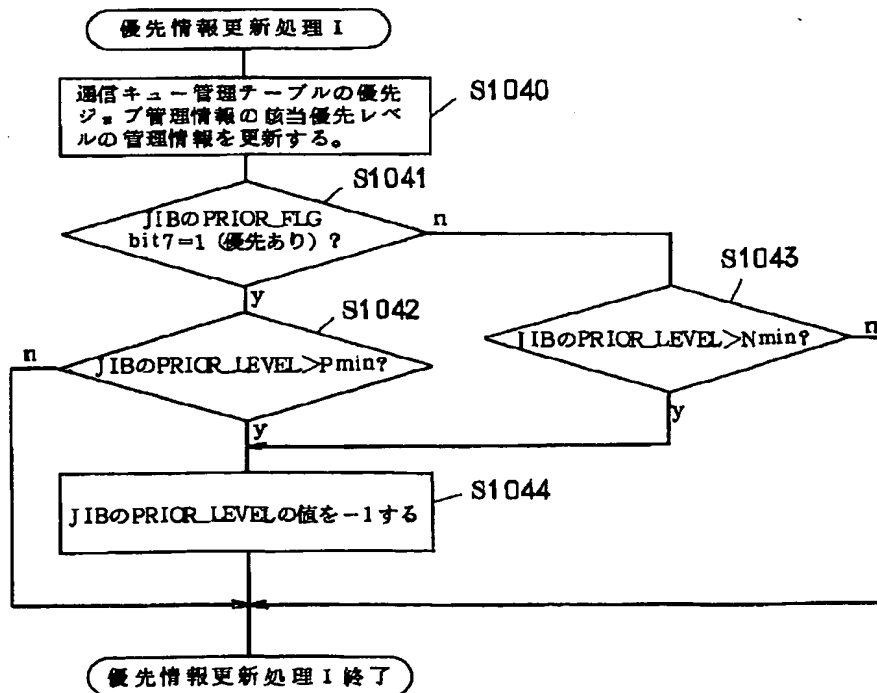 優先情報更新処理I
通信キュー管理テーブルの優先
ジョブ管理情報の該当優先レベ
ルの管理情報を更新する。
S1040
S1041
JIBのPRIOR_FLG
bit7=1(優先あり)?
n
y
S1042
S1043
n
JIBのPRIOR_LEVEL>Pmin?
JIBのPRIOR_LEVEL>Nmin?
n
y
y
S1044
JIBのPRIOR_LEVELの値を-1する
優先情報更新処理I終了